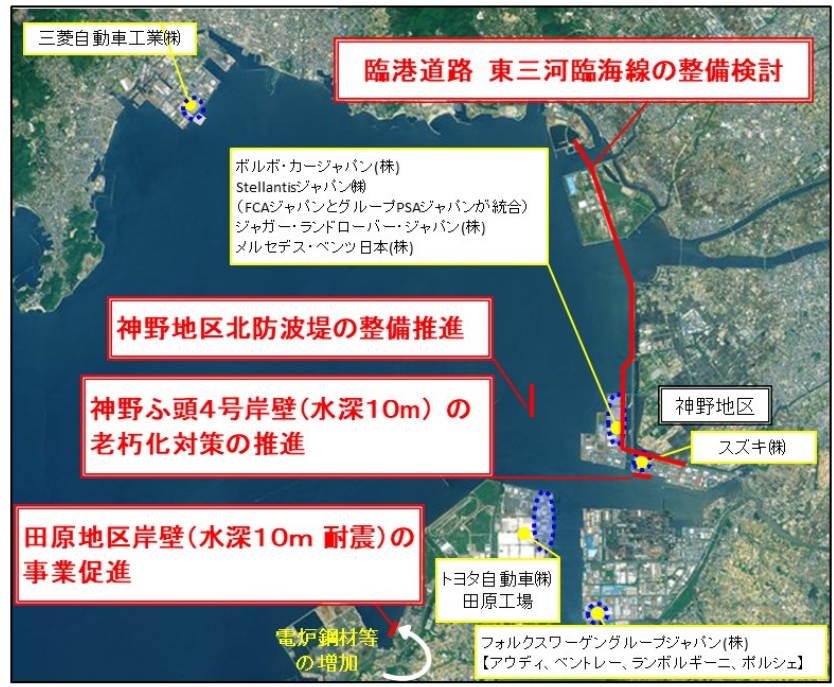 三菱自動車工業㈱
臨港道路 東三河臨海線の整備検討
ボルボ・カージャパン(株)
Stellantisジャパン㈱
（FCAジャパンとグループPSAジャパンが統合）
ジャガー・ランドローバー・ジャパン(株)
メルセデス・ベンツ日本(株)
神野地区北防波堤の整備推進
神野ふ頭4号岸壁（水深10m）の
老朽化対策の推進
神野地区
スズキ㈱
田原地区岸壁（水深10m 耐震）の
事業促進
トヨタ自動車㈱
田原工場
電炉鋼材等
の増加
フォルクスワーゲングループジャパン(株)
【アウディ、ベントレー、ランボルギーニ、ポルシェ】